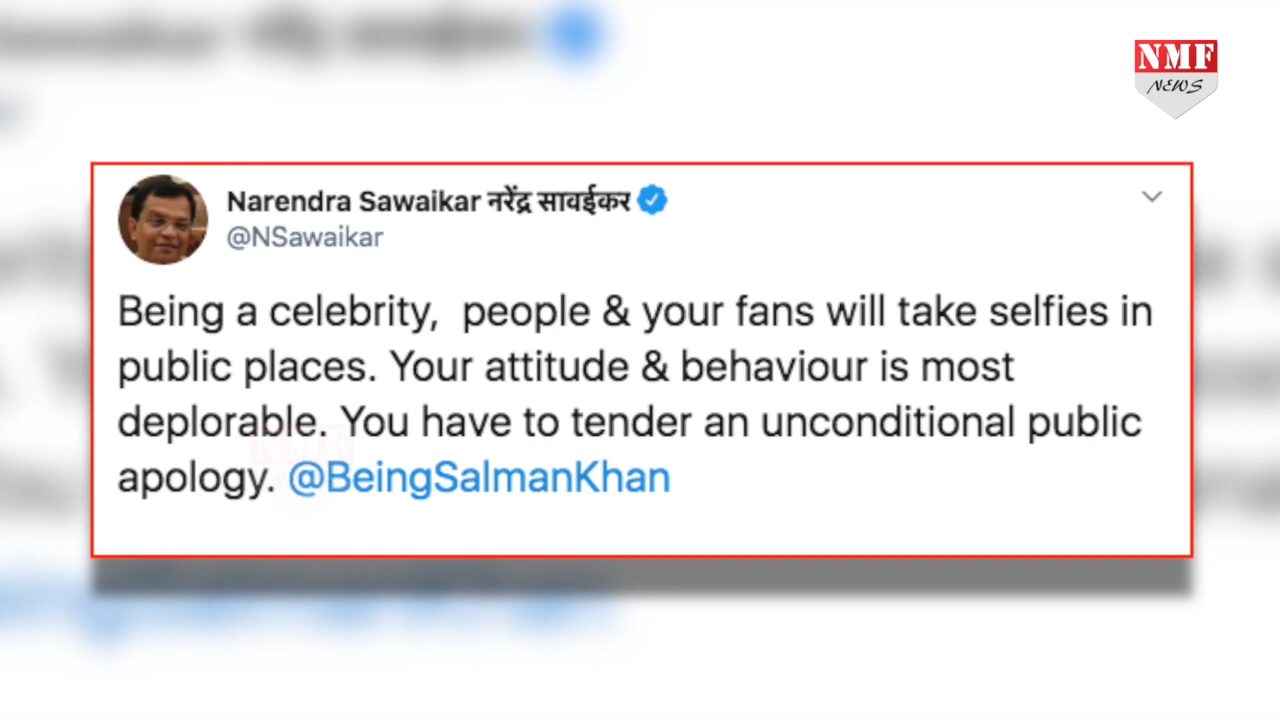 NMF
NEWS
Narendra Sawaikar नरेंद्र सावईकर
@NSawaikar
Being a celebrity,  people & your fans will take selfies in
public places. Your attitude & behaviour is most
deplorable. You have to tender an unconditional public
apology. @BeingSalmanKhan